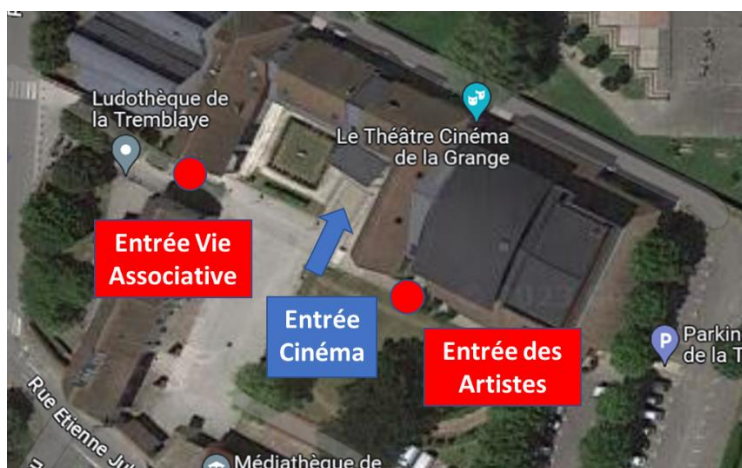 Ludothèque de
la Tremblaye
Le Théâtre Cinéma
de la Grange
Entrée Vie
Associative
Entrée
Cinéma
Entrée des
Artistes
P
Parkin
de la T
Rue Etienne Jul
Médiathèque de